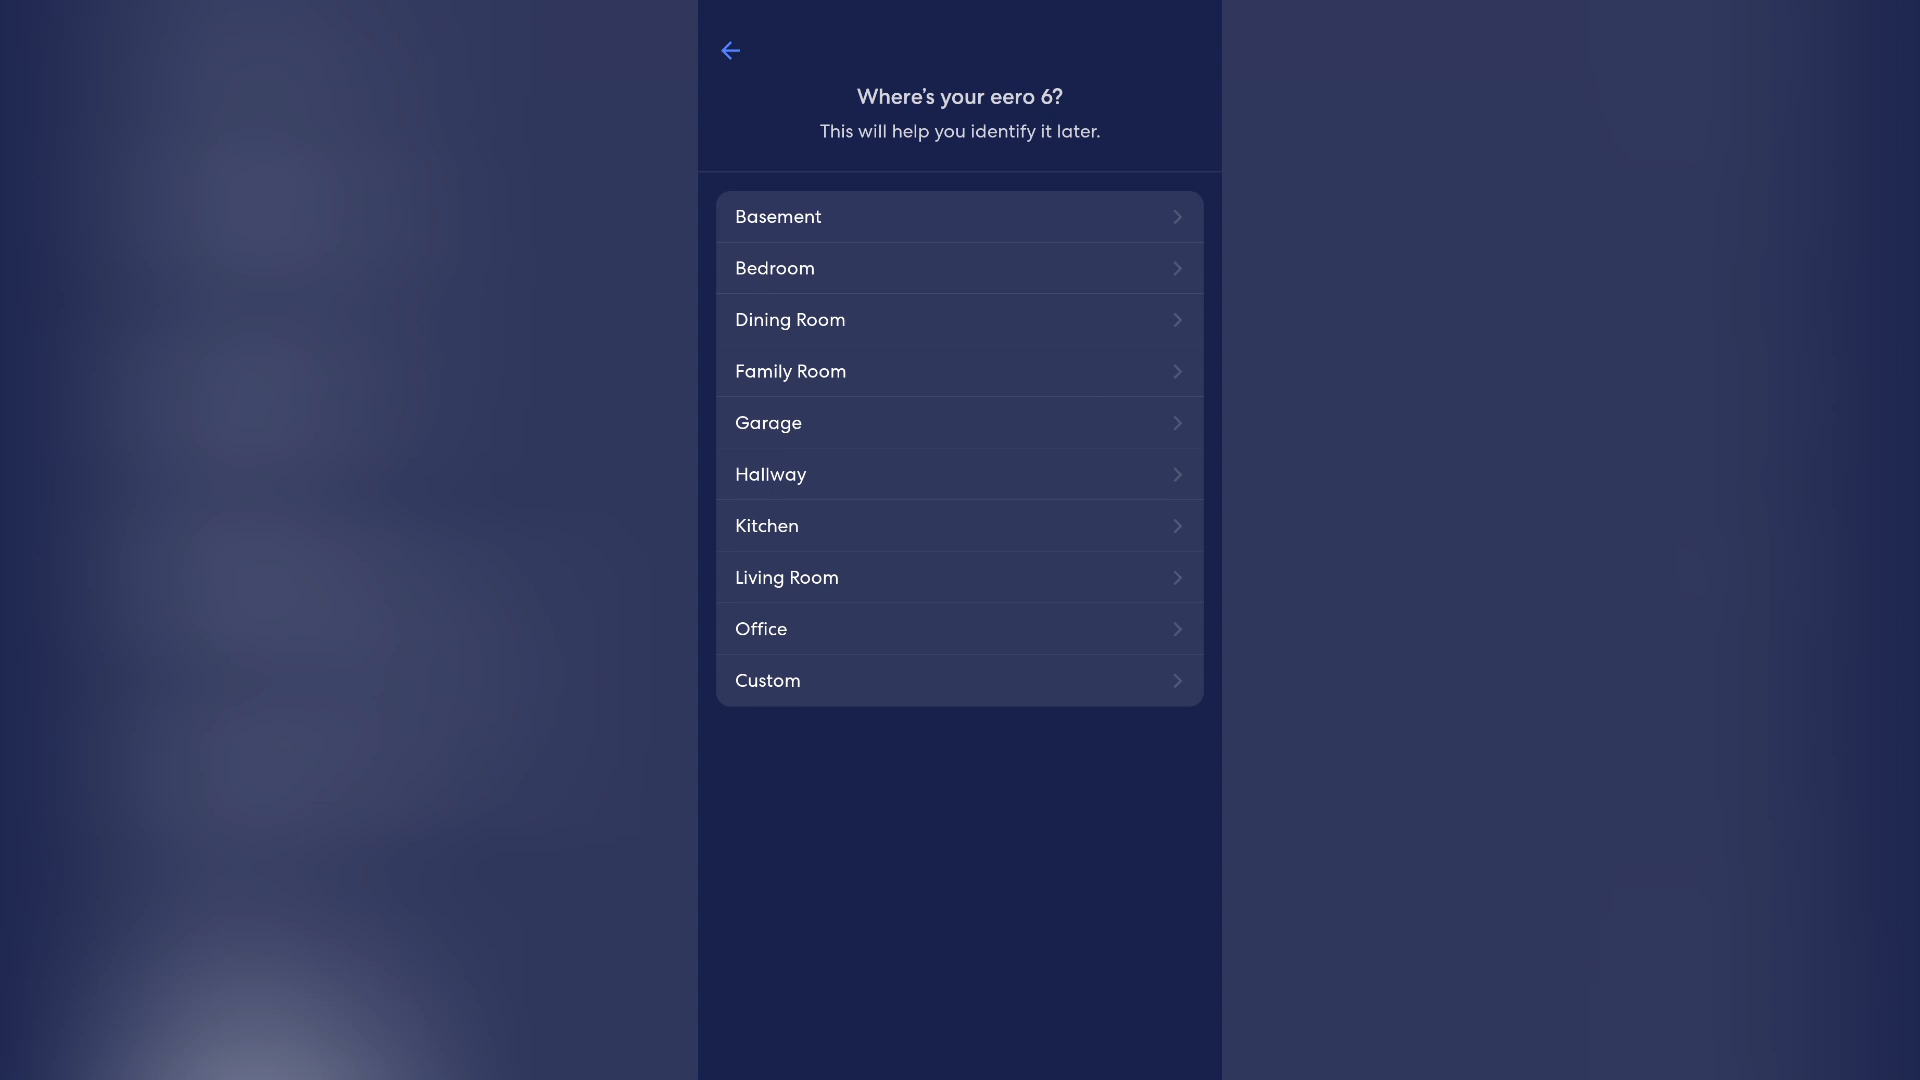 Where’s your eero 6?
This will help you identify it later.
Basement
Bedroom
Dining Room
Family Room
Garage
Hallway
Kitchen
Living Room
Office
Custom